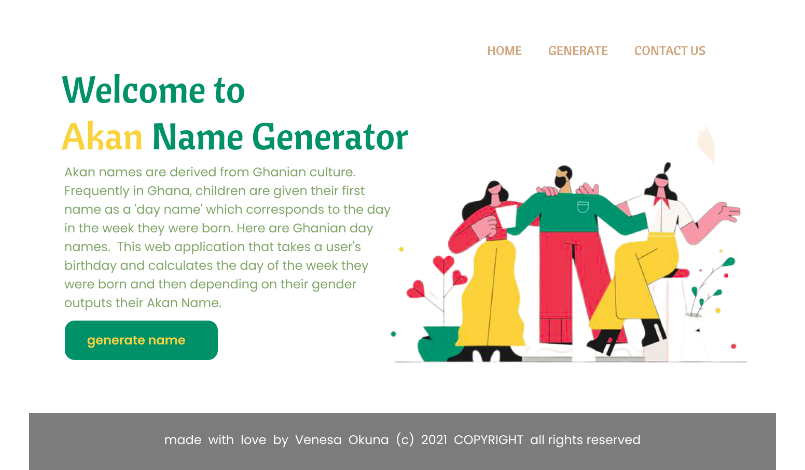 HOME GENERATE CONTACT US
Welcome to
Akan Name Generator
Akan names are derived from Ghanian culture.
Frequently in Ghana, children are given their first
name as a 'day name' which corresponds to the day
in the week they were born. Here are Ghanian day
names. This web application that takes a user's
birthday and calculates the day of the week they
were born and then depending on their gender
outputs their Akan Name.
generate name
made with love by Venesa Okuna (c) 2021 COPYRIGHT all rights reserved